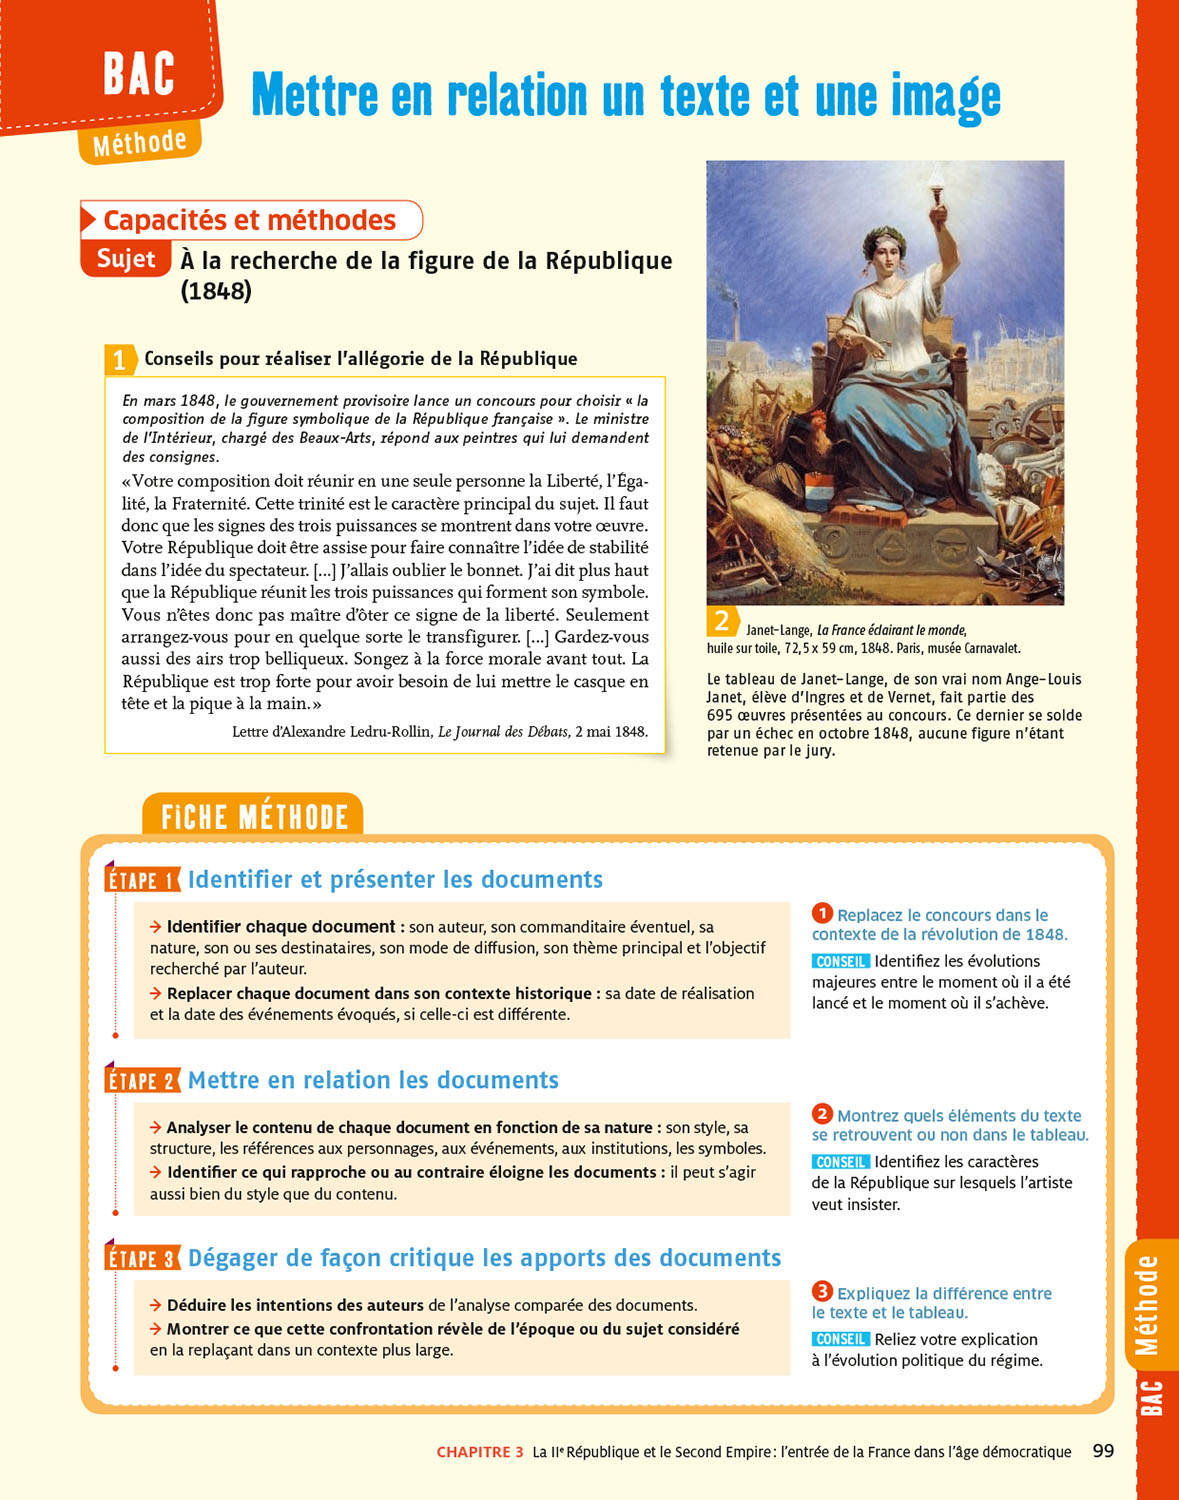 BAC
Méthode
Mettre en relation un texte et une image
Capacités et méthodes
Sujet À la recherche de la figure de la République
(1848)
1 Conseils pour réaliser l'allégorie de la République
En mars 1848, le gouvernement provisoire lance un concours pour choisir « la
composition de la figure symbolique de la République française ». Le ministre
de l'Intérieur, chargé des Beaux-Arts, répond aux peintres qui lui demandent
des consignes.
« Votre composition doit réunir en une seule personne la Liberté, l'Éga-
lité, la Fraternité. Cette trinité est le caractère principal du sujet. Il faut
donc que les signes des trois puissances se montrent dans votre œuvre.
Votre République doit être assise pour faire connaître l'idée de stabilité
dans l'idée du spectateur. [...] J'allais oublier le bonnet. J'ai dit plus haut
que la République réunit les trois puissances qui forment son symbole.
Vous n'êtes donc pas maître d'ôter ce signe de la liberté. Seulement
arrangez-vous pour en quelque sorte le transfigurer. [...] Gardez-vous
aussi des airs trop belliqueux. Songez à la force morale avant tout. La
République est trop forte pour avoir besoin de lui mettre le casque en
tête et la pique à la main. »
Lettre d'Alexandre Ledru-Rollin, Le Journal des Débats, 2 mai 1848.
2 Janet-Lange, La France éclairant le monde,
huile sur toile, 72,5 x 59 cm, 1848. Paris, musée Carnavalet.
Le tableau de Janet-Lange, de son vrai nom Ange-Louis
Janet, élève d'Ingres et de Vernet, fait partie des
695 œuvres présentées au concours. Ce dernier se solde
par un échec en octobre 1848, aucune figure n'étant
retenue par le jury.
FICHE MÉTHODE
ÉTAPE 1 Identifier et présenter les documents
→ Identifier chaque document : son auteur, son commanditaire éventuel, sa
nature, son ou ses destinataires, son mode de diffusion, son thème principal et l'objectif
recherché par l'auteur.
→ Replacer chaque document dans son contexte historique : sa date de réalisation
et la date des événements évoqués, si celle-ci est différente.
1 Replacez le concours dans le
contexte de la révolution de 1848.
CONSEIL Identifiez les évolutions
majeures entre le moment où il a été
lancé et le moment où il s'achève.
ÉTAPE 2 Mettre en relation les documents
→ Analyser le contenu de chaque document en fonction de sa nature : son style, sa
structure, les références aux personnages, aux événements, aux institutions, les symboles.
→ Identifier ce qui rapproche ou au contraire éloigne les documents : il peut s'agir
aussi bien du style que du contenu.
2 Montrez quels éléments du texte
se retrouvent ou non dans le tableau.
CONSEIL Identifiez les caractères
de la République sur lesquels l'artiste
veut insister.
ÉTAPE 3 Dégager de façon critique les apports des documents
→ Déduire les intentions des auteurs de l'analyse comparée des documents.
→ Montrer ce que cette confrontation révèle de l'époque ou du sujet considéré
en la replaçant dans un contexte plus large.
3 Expliquez la différence entre
le texte et le tableau.
CONSEIL Reliez votre explication
à l'évolution politique du régime.
Méthode
BAC
CHAPITRE 3 La IIe République et le Second Empire : l'entrée de la France dans l'âge démocratique 99